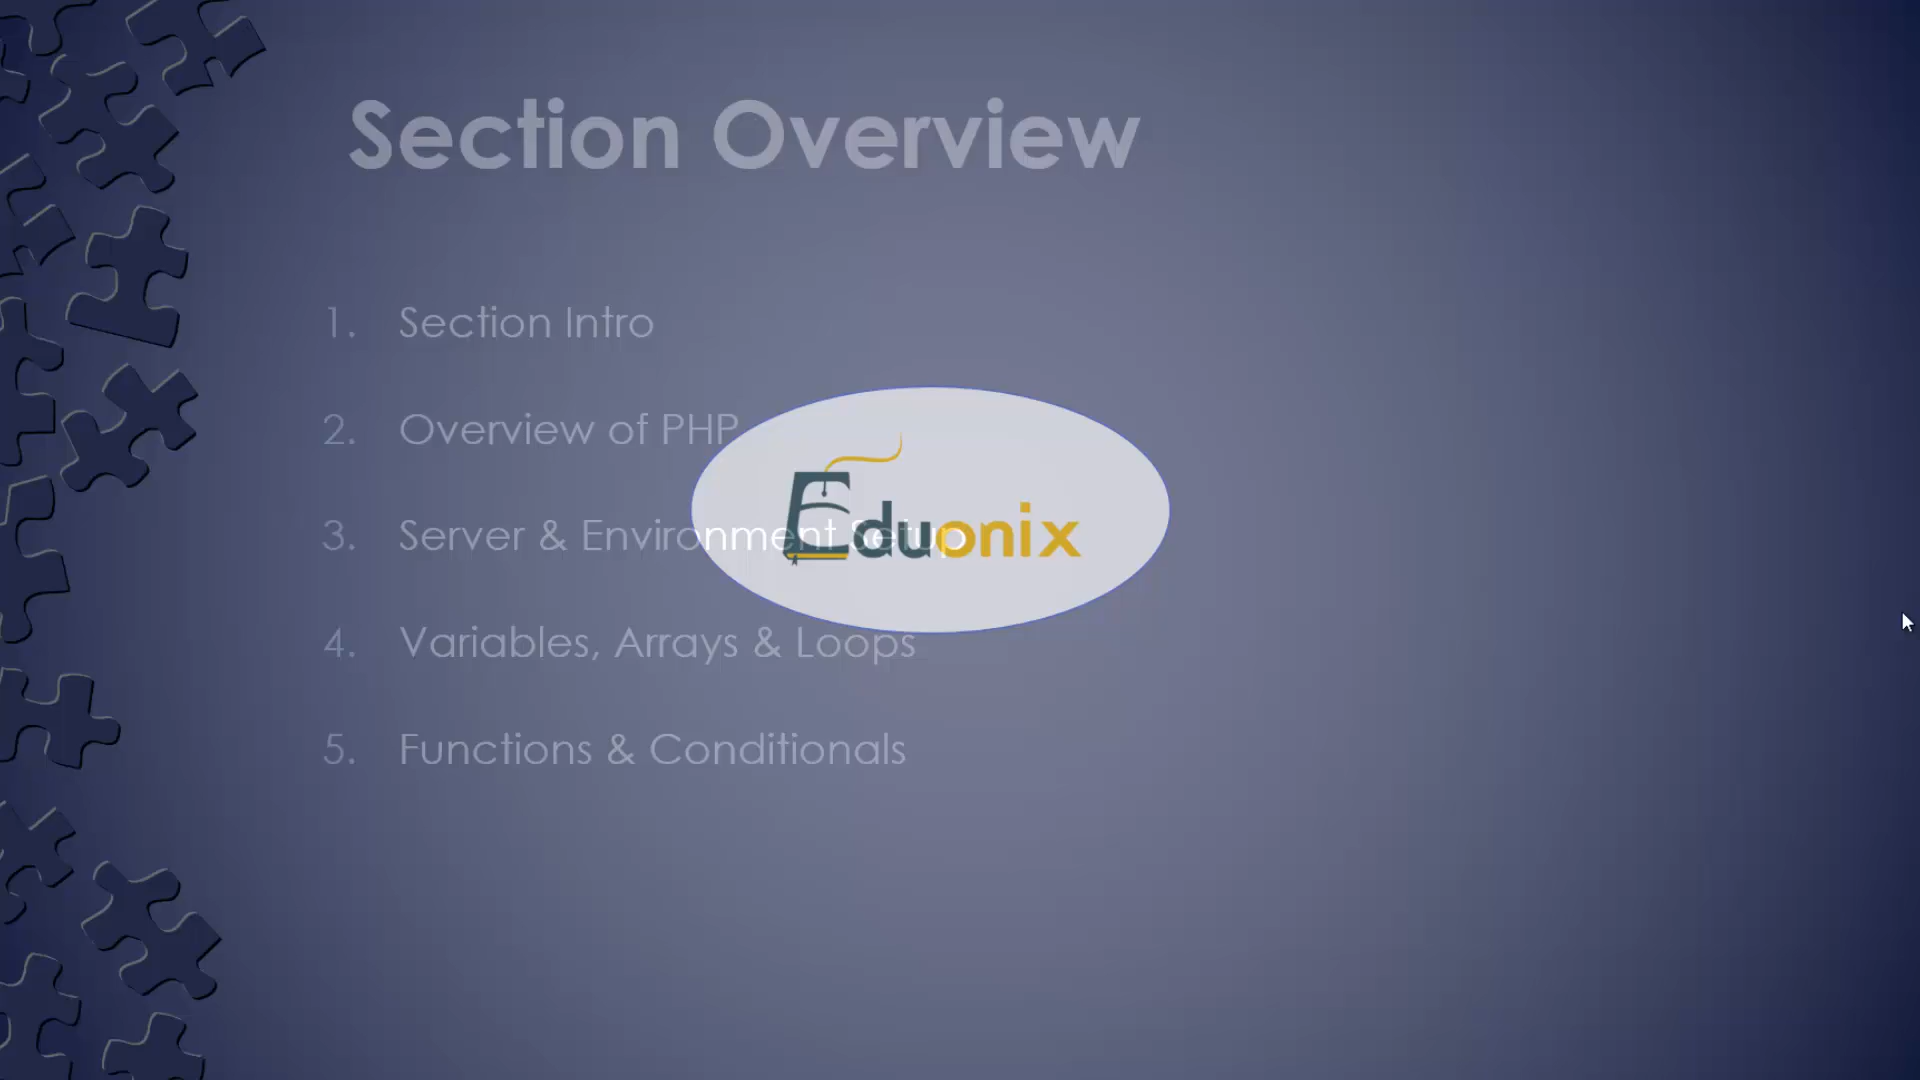 Section Overview
1. Section Intro
2. Overview of PHP
3. Server & Environment Setup
Eduonix
4. Variables, Arrays & Loops
5. Functions & Conditionals